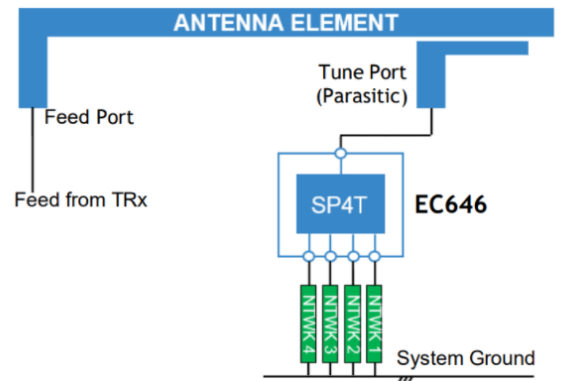 ANTENNA ELEMENT
Tune Port
(Parasitic)
Feed Port
Feed from TRx
SP4T
EC646
NTWK 4
NTWK 3
NTWK 2
NTWK 1
System Ground